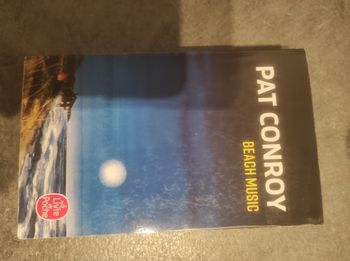 PAT CONROY
BEACH MUSIC
Le
Livre
de
Poche